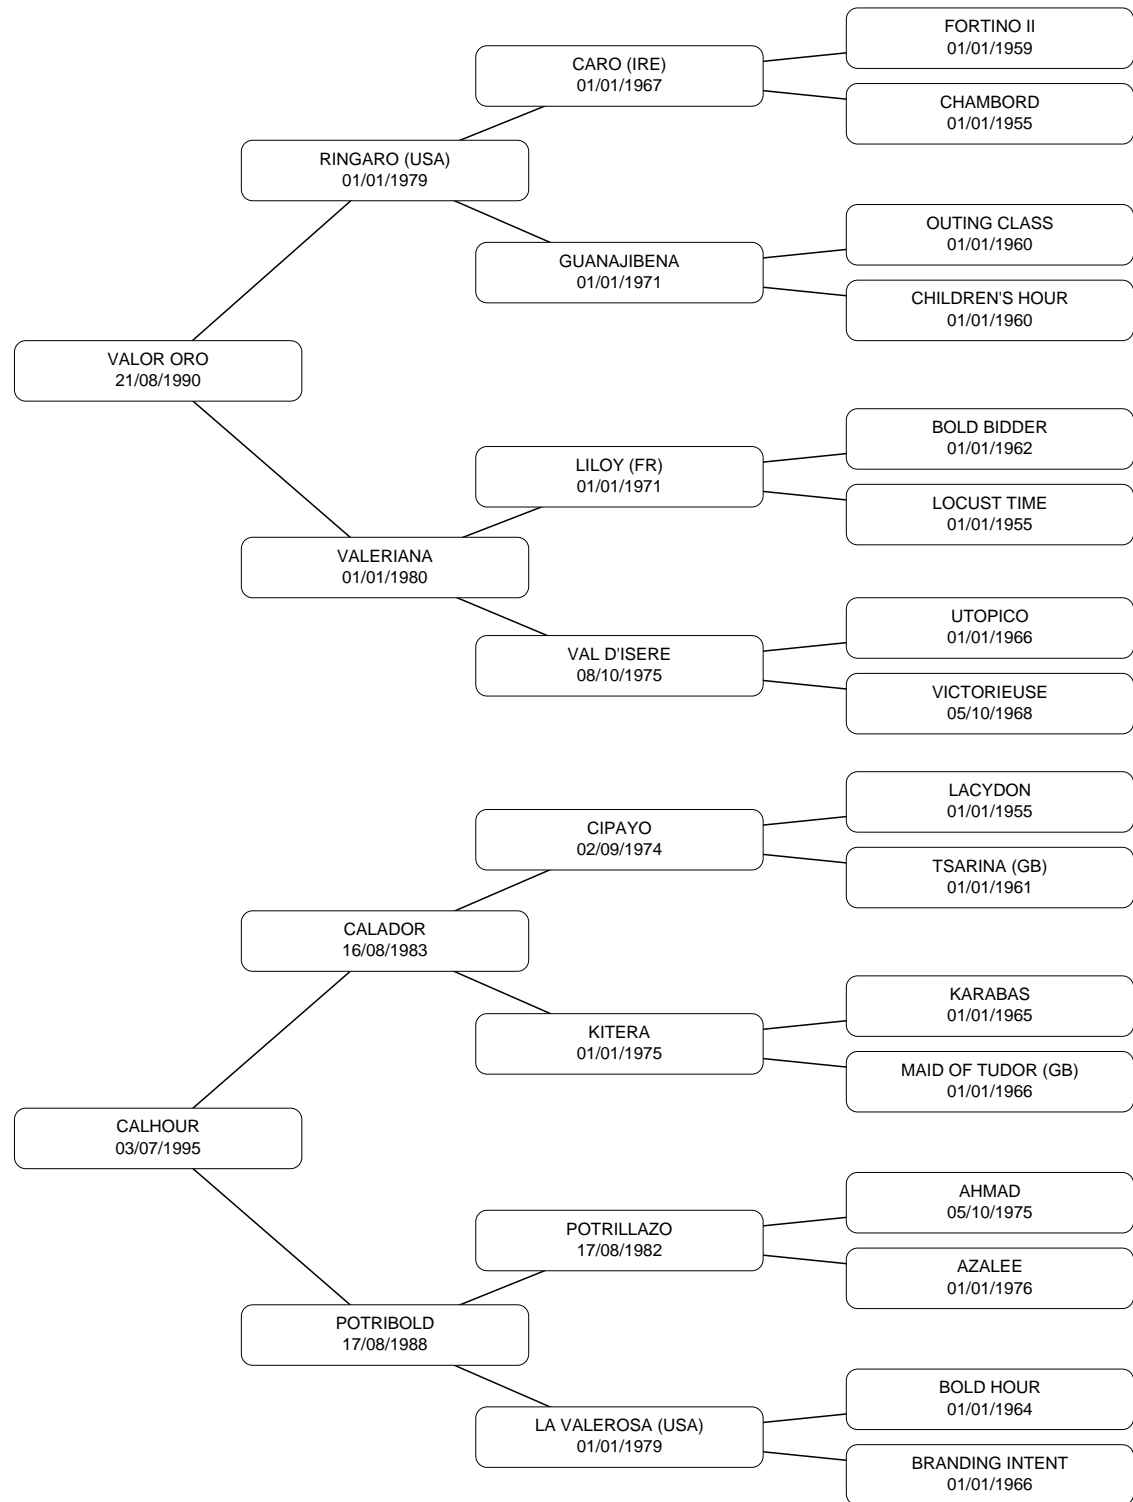 FORTINO II
01/01/1959
CARO (IRE)
01/01/1967
CHAMBORD
01/01/1955
RINGARO (USA)
01/01/1979
OUTING CLASS
01/01/1960
GUANAJIBENA
01/01/1971
CHILDREN'S HOUR
01/01/1960
VALOR ORO
21/08/1990
BOLD BIDDER
01/01/1962
LILOY (FR)
01/01/1971
LOCUST TIME
01/01/1955
VALERIANA
01/01/1980
UTOPICO
01/01/1966
VAL D'ISERE
08/10/1975
VICTORIEUSE
05/10/1968
LACYDON
01/01/1955
CIPAYO
02/09/1974
TSARINA (GB)
01/01/1961
CALADOR
16/08/1983
KARABAS
01/01/1965
KITERA
01/01/1975
MAID OF TUDOR (GB)
01/01/1966
CALHOUR
03/07/1995
AHMAD
05/10/1975
POTRILLAZO
17/08/1982
AZALEE
01/01/1976
POTRIBOLD
17/08/1988
BOLD HOUR
01/01/1964
LA VALEROSA (USA)
01/01/1979
BRANDING INTENT
01/01/1966